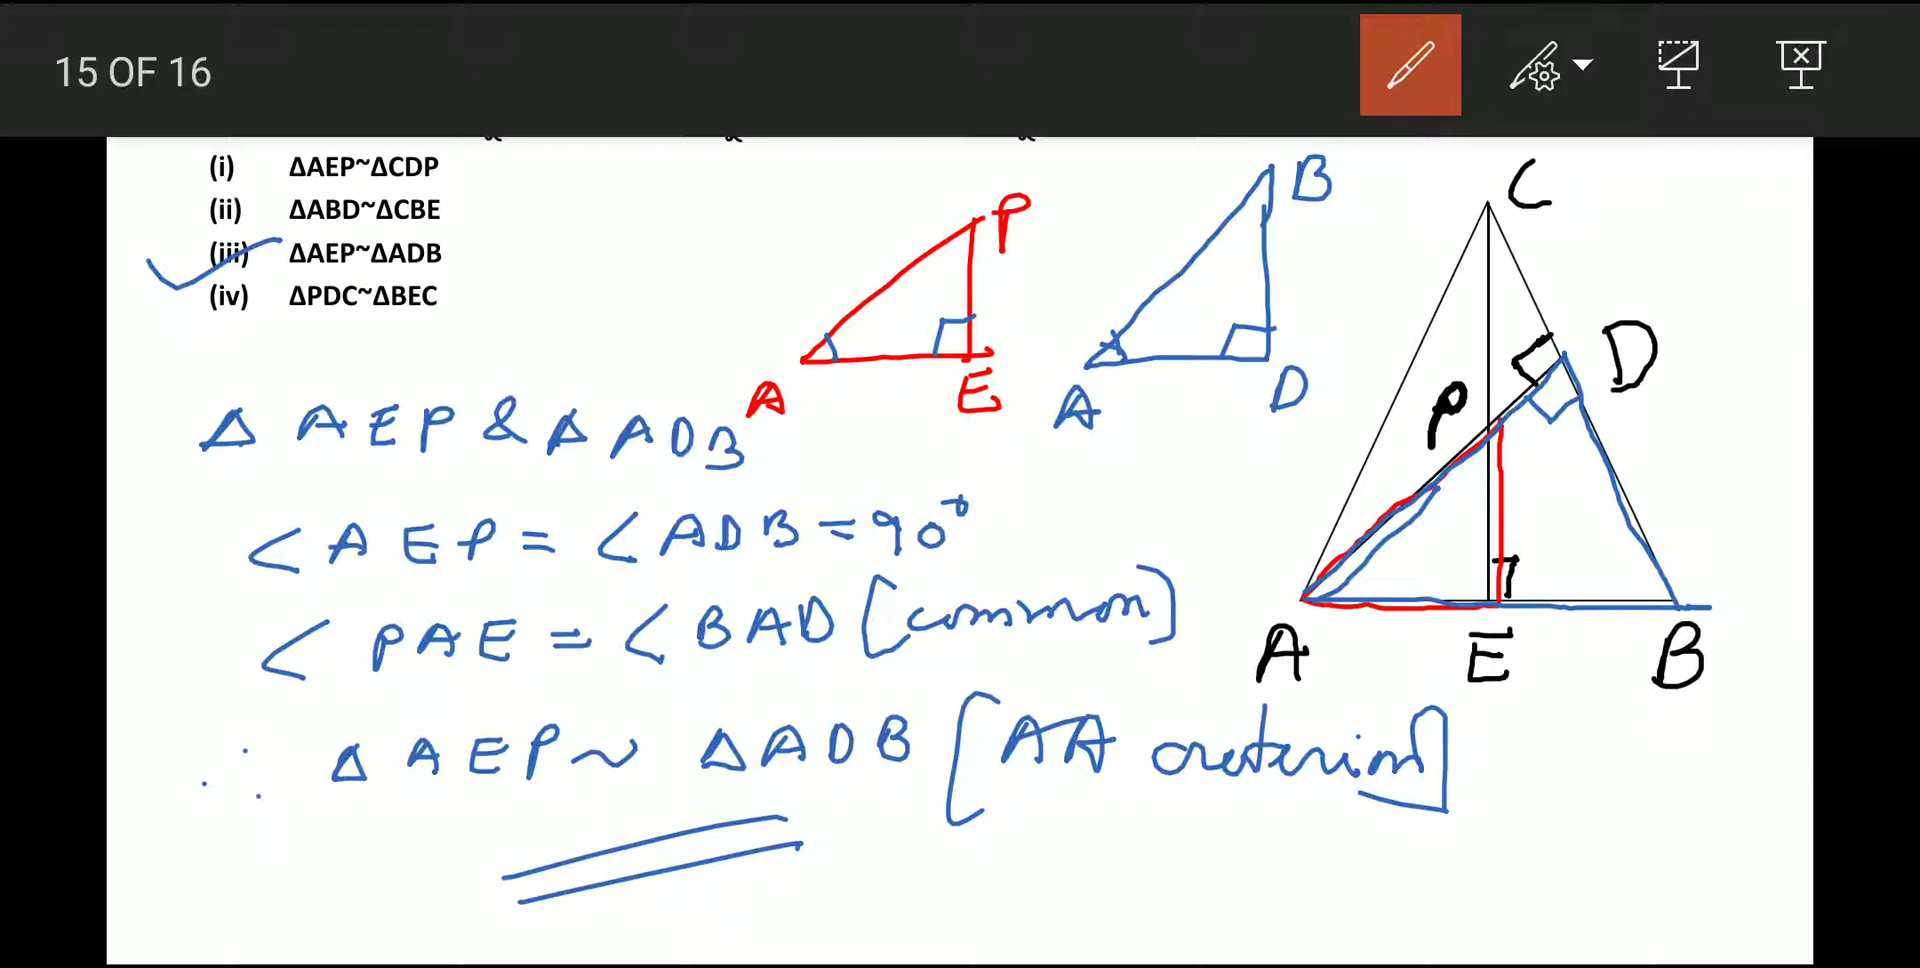 15 OF 16
(i) ΔAEP~ΔCDP
(ii) ΔABD~ΔCBE
(iii) ΔAEP~ΔADB
(iv) ΔPDC~ΔBEC
P
A
E
B
A
D
C
D
P
A
E
B
Δ AEP & Δ ADB
< AEP = < ADB = 90°
< PAE = < BAD [common]
∴ Δ AEP ~ Δ ADB [AA creterion]